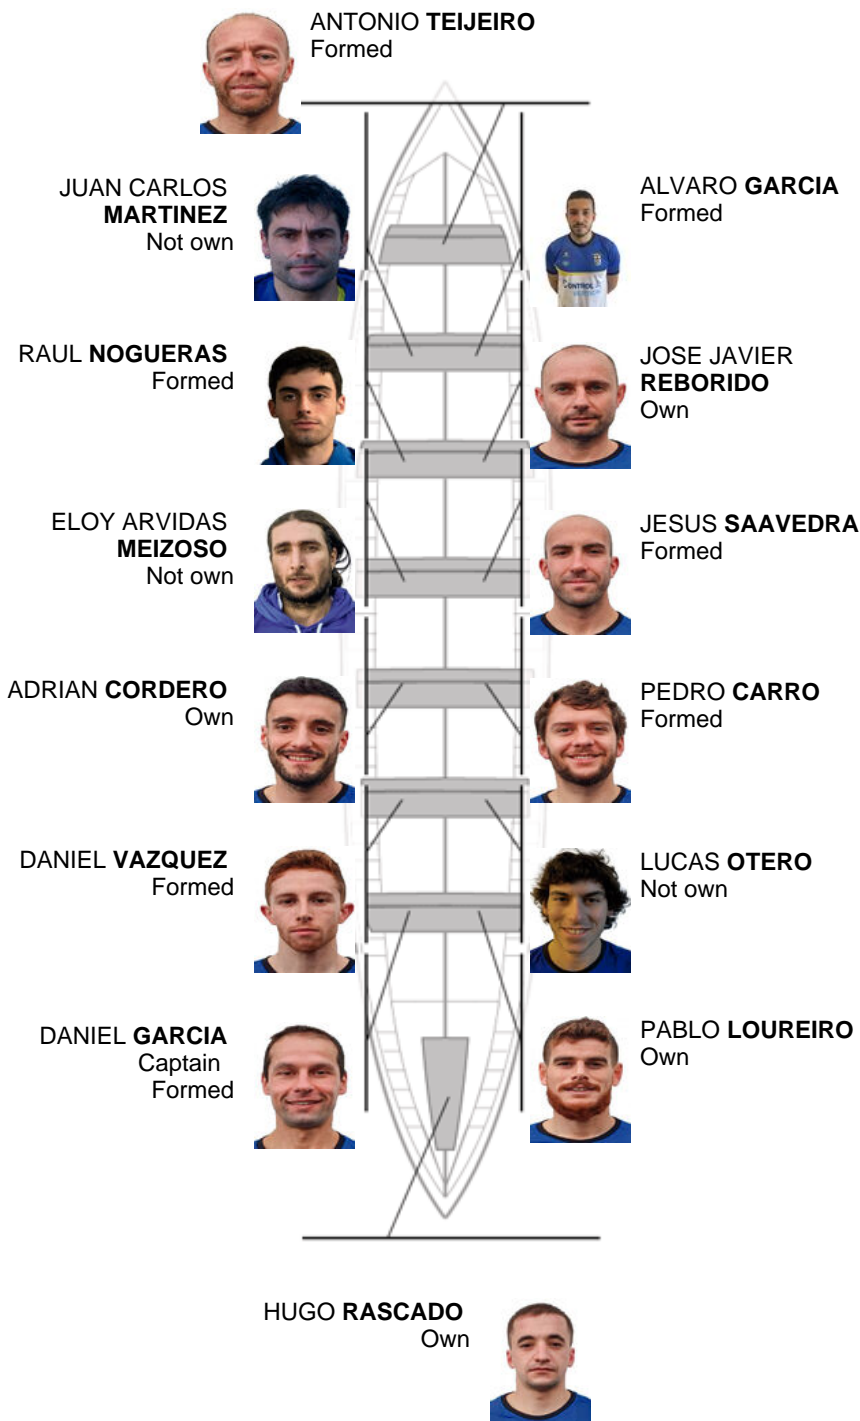 ANTONIO TEIJEIRO
Formed
JUAN CARLOS
MARTINEZ
Not own
ALVARO GARCIA
Formed
RAUL NOGUERAS
Formed
JOSE JAVIER
REBORIDO
Own
ELOY ARVIDAS
MEIZOSO
Not own
JESUS SAAVEDRA
Formed
ADRIAN CORDERO
Own
PEDRO CARRO
Formed
DANIEL VAZQUEZ
Formed
LUCAS OTERO
Not own
DANIEL GARCIA
Captain
Formed
PABLO LOUREIRO
Own
HUGO RASCADO
Own